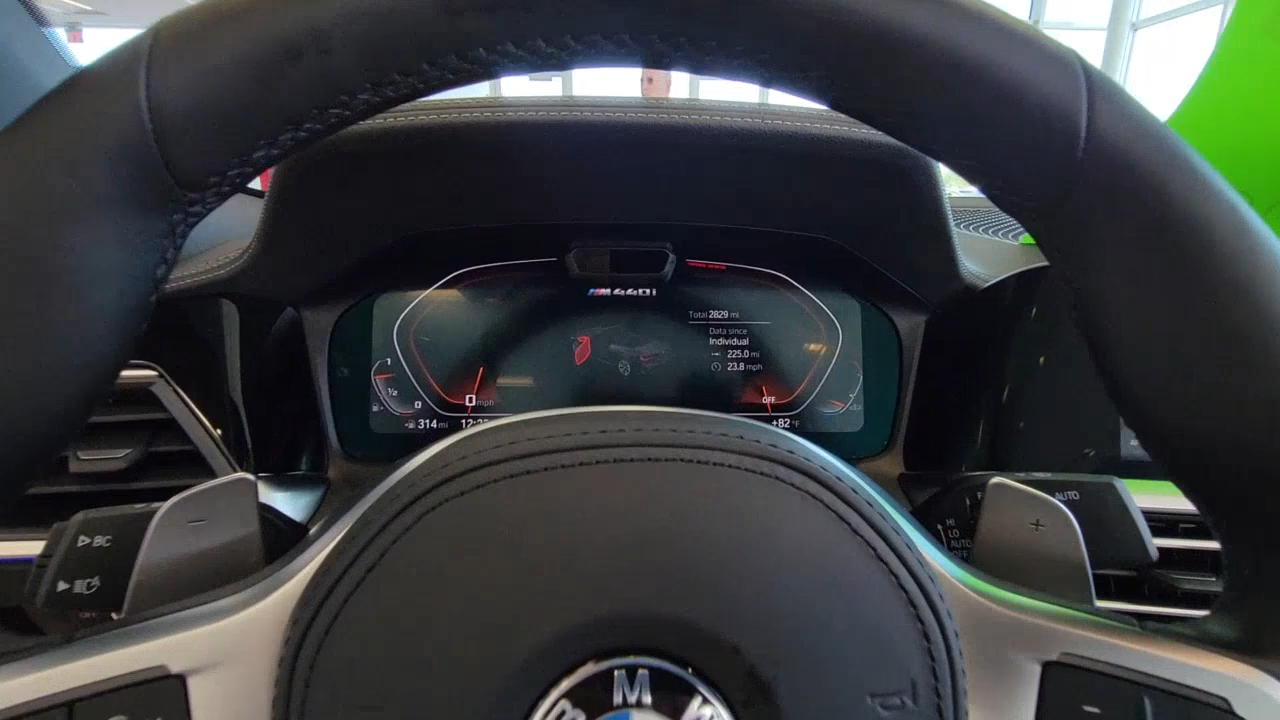 M440i
Total 2829 mi
Data since
Individual
225.0 mi
23.8 mph
1/2
0
0 mph
OFF
314 mi
+82 °F
−
+
AUTO
BC
HI
LO
AUTO
OFF
BMW
−